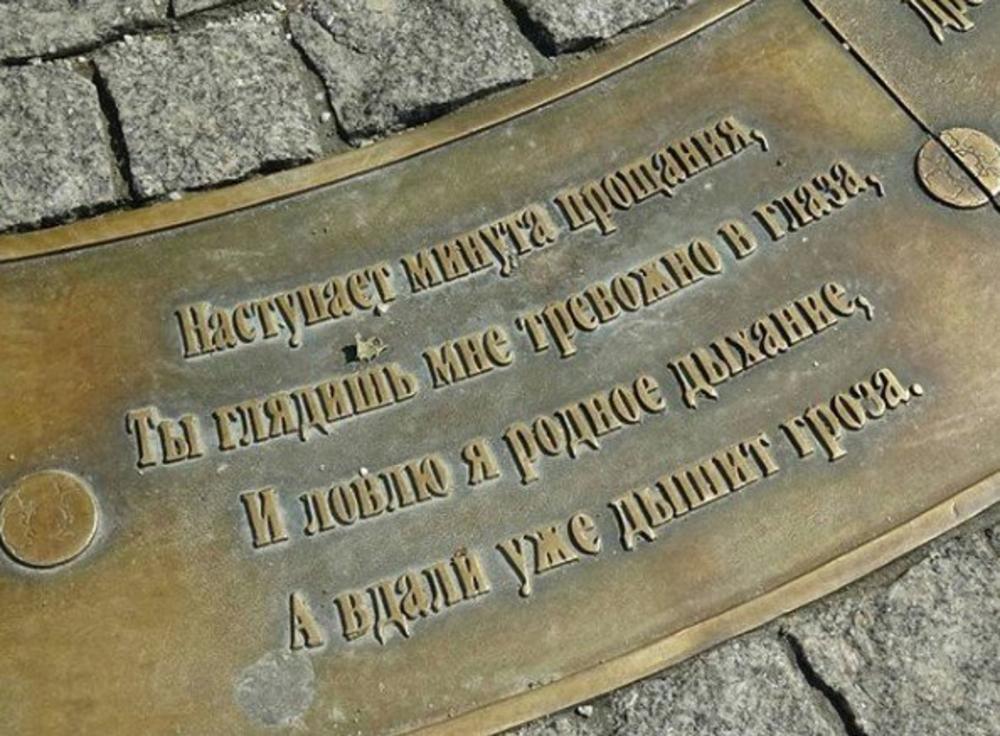 Наступает минута прощания,
Ты глядишь мне тревожно в глаза,
И ловлю я родное дыхание,
А вдали уже дышит гроза.